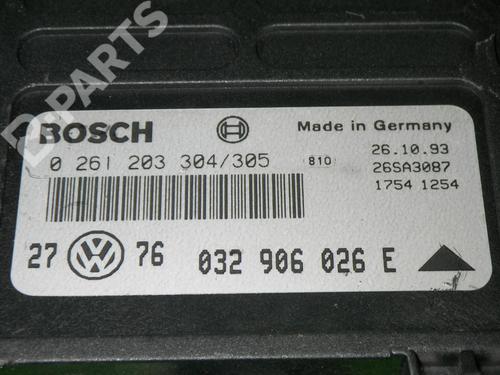 B-PARTS
BOSCH
Made in Germany
0 261 203 304/305 810
26.10.93
26SA3087
1754 1254
27 VW 76 032 906 026 E